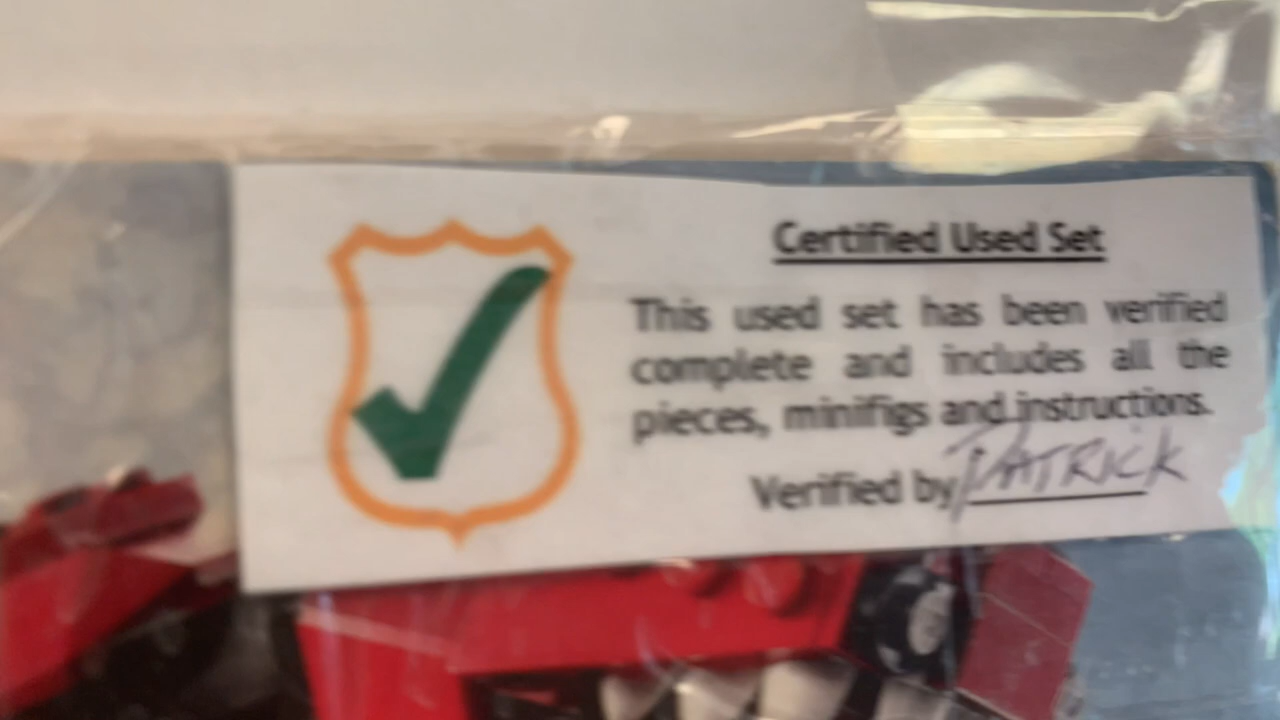 Certified Used Set
This used set has been verified
complete and includes all the
pieces, minifigs and instructions.
Verified by PATRICK